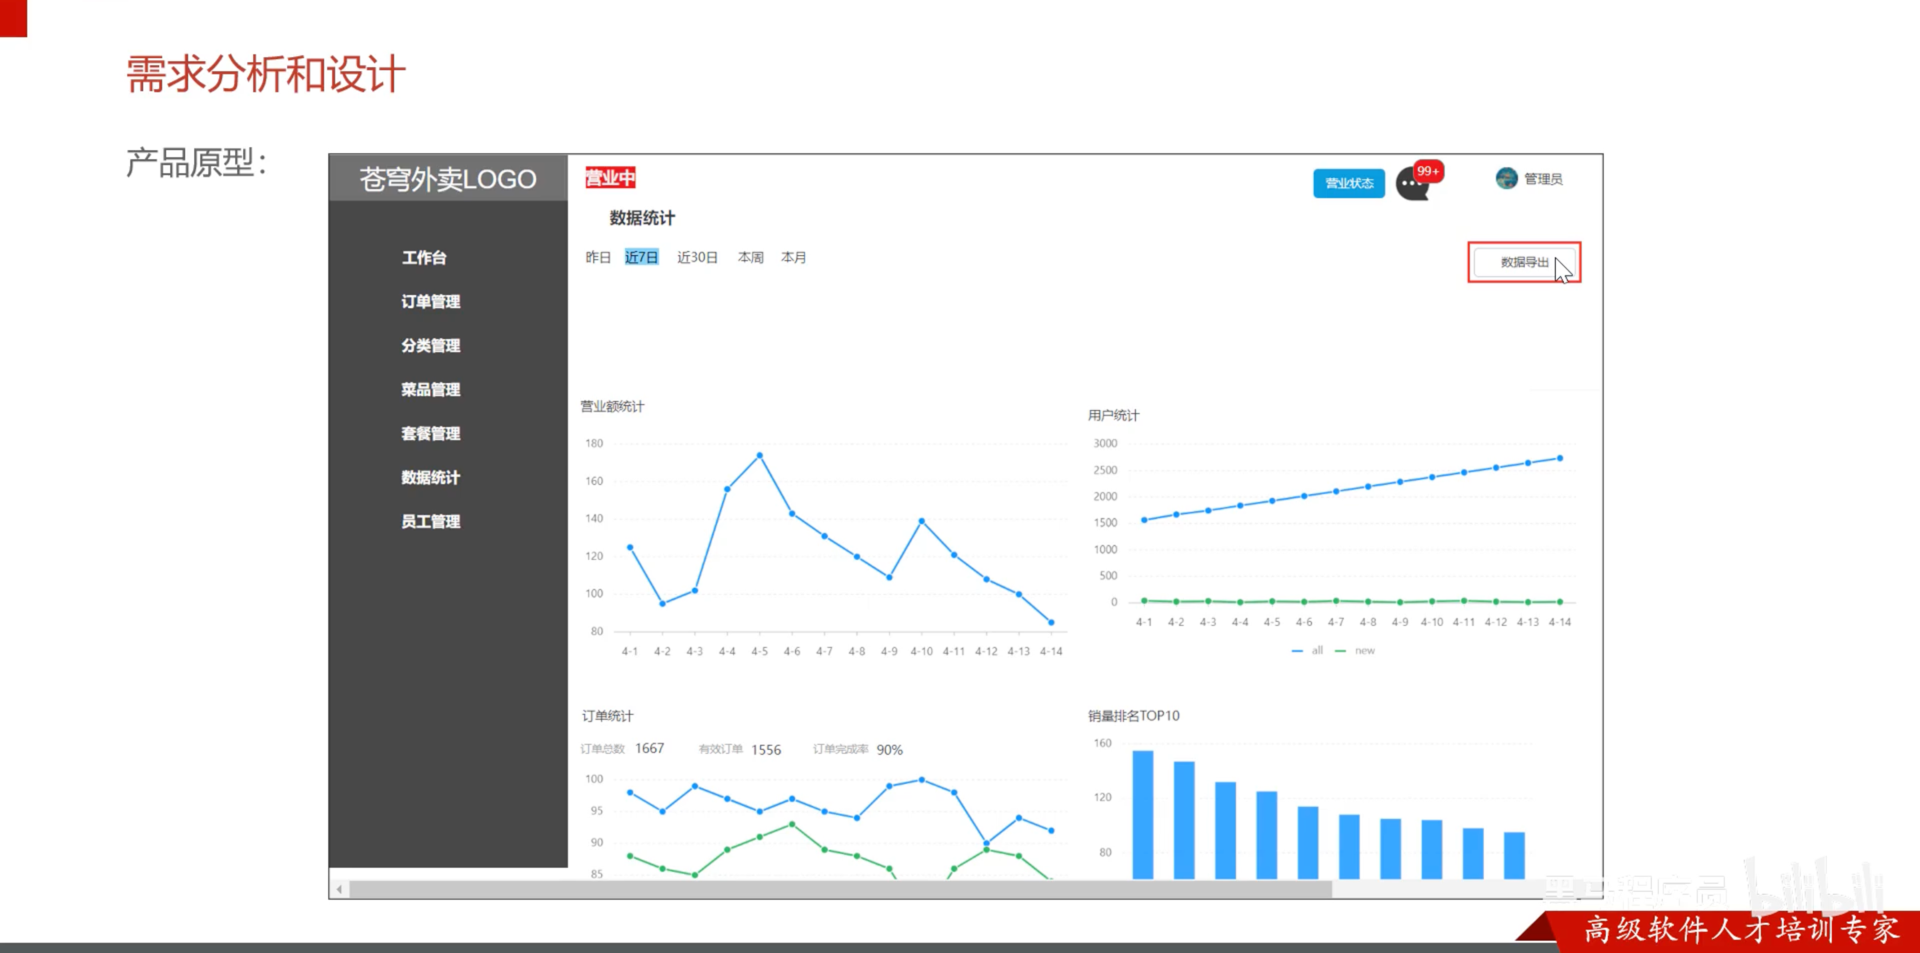 需求分析和设计
产品原型：
苍穹外卖LOGO
营业中
营业状态
99+
管理员
数据统计
昨日 近7日 近30日 本周 本月
数据导出
工作台
订单管理
分类管理
菜品管理
套餐管理
数据统计
员工管理
营业额统计
180
160
140
120
100
80
4-1 4-2 4-3 4-4 4-5 4-6 4-7 4-8 4-9 4-10 4-11 4-12 4-13 4-14
用户统计
3000
2500
2000
1500
1000
500
0
4-1 4-2 4-3 4-4 4-5 4-6 4-7 4-8 4-9 4-10 4-11 4-12 4-13 4-14
all new
订单统计
订单总数 1667 有效订单 1556 订单完成率 90%
100
95
90
85
销量排名TOP10
160
120
80
黑马程序员 bilibili
高级软件人才培训专家